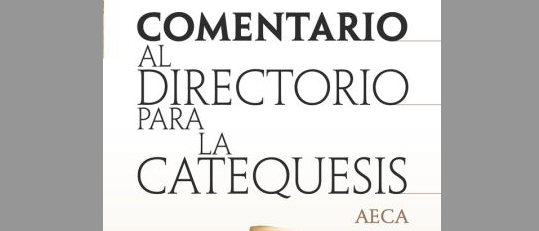 COMENTARIO
AL
DIRECTORIO
PARA
LA
CATEQUESIS
AECA